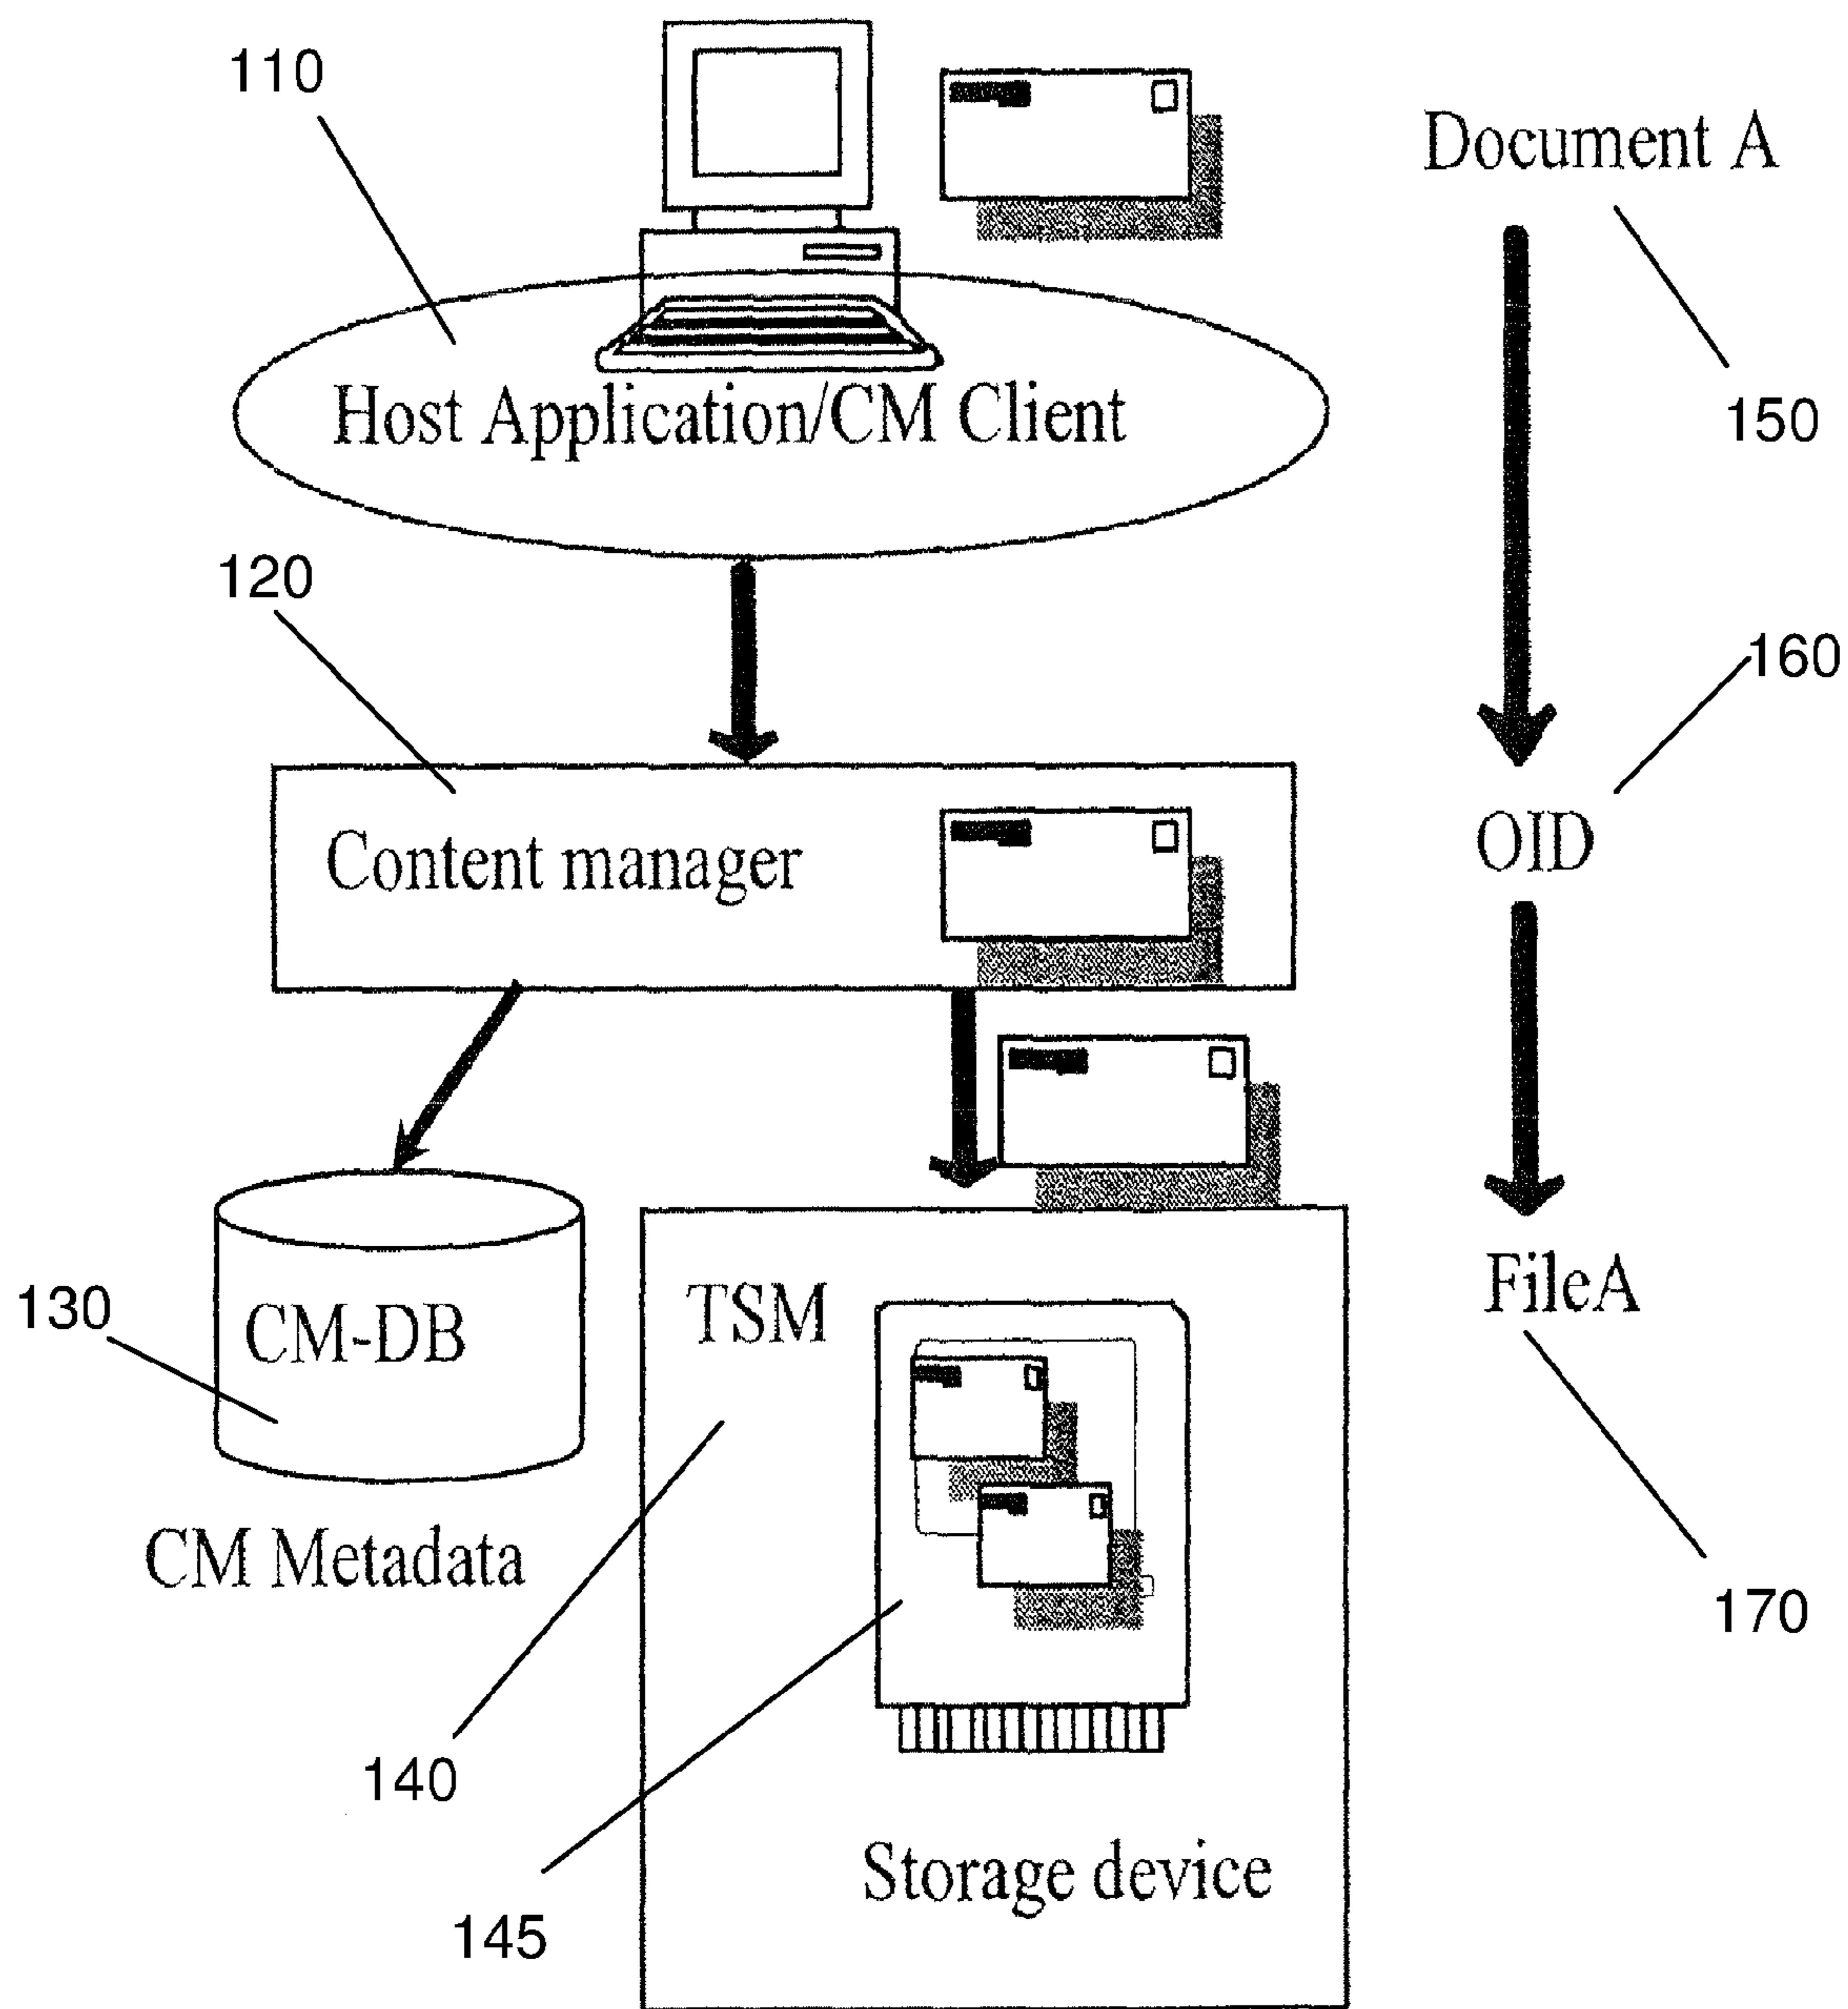 110
Document A
Host Application/CM Client
150
120
160
Content manager
OID
130
CM-DB
TSM
FileA
CM Metadata
170
140
Storage device
145